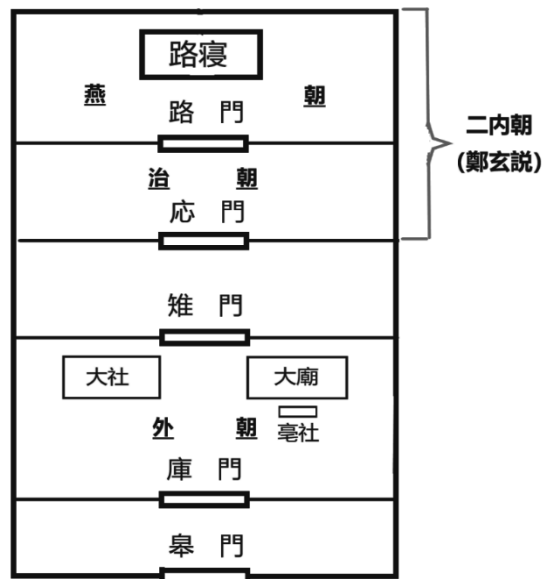 路寝
燕 朝
路 門
二内朝
(鄭玄説)
治 朝
応 門
雉 門
大社 大廟
外 朝 亳社
庫 門
皋 門